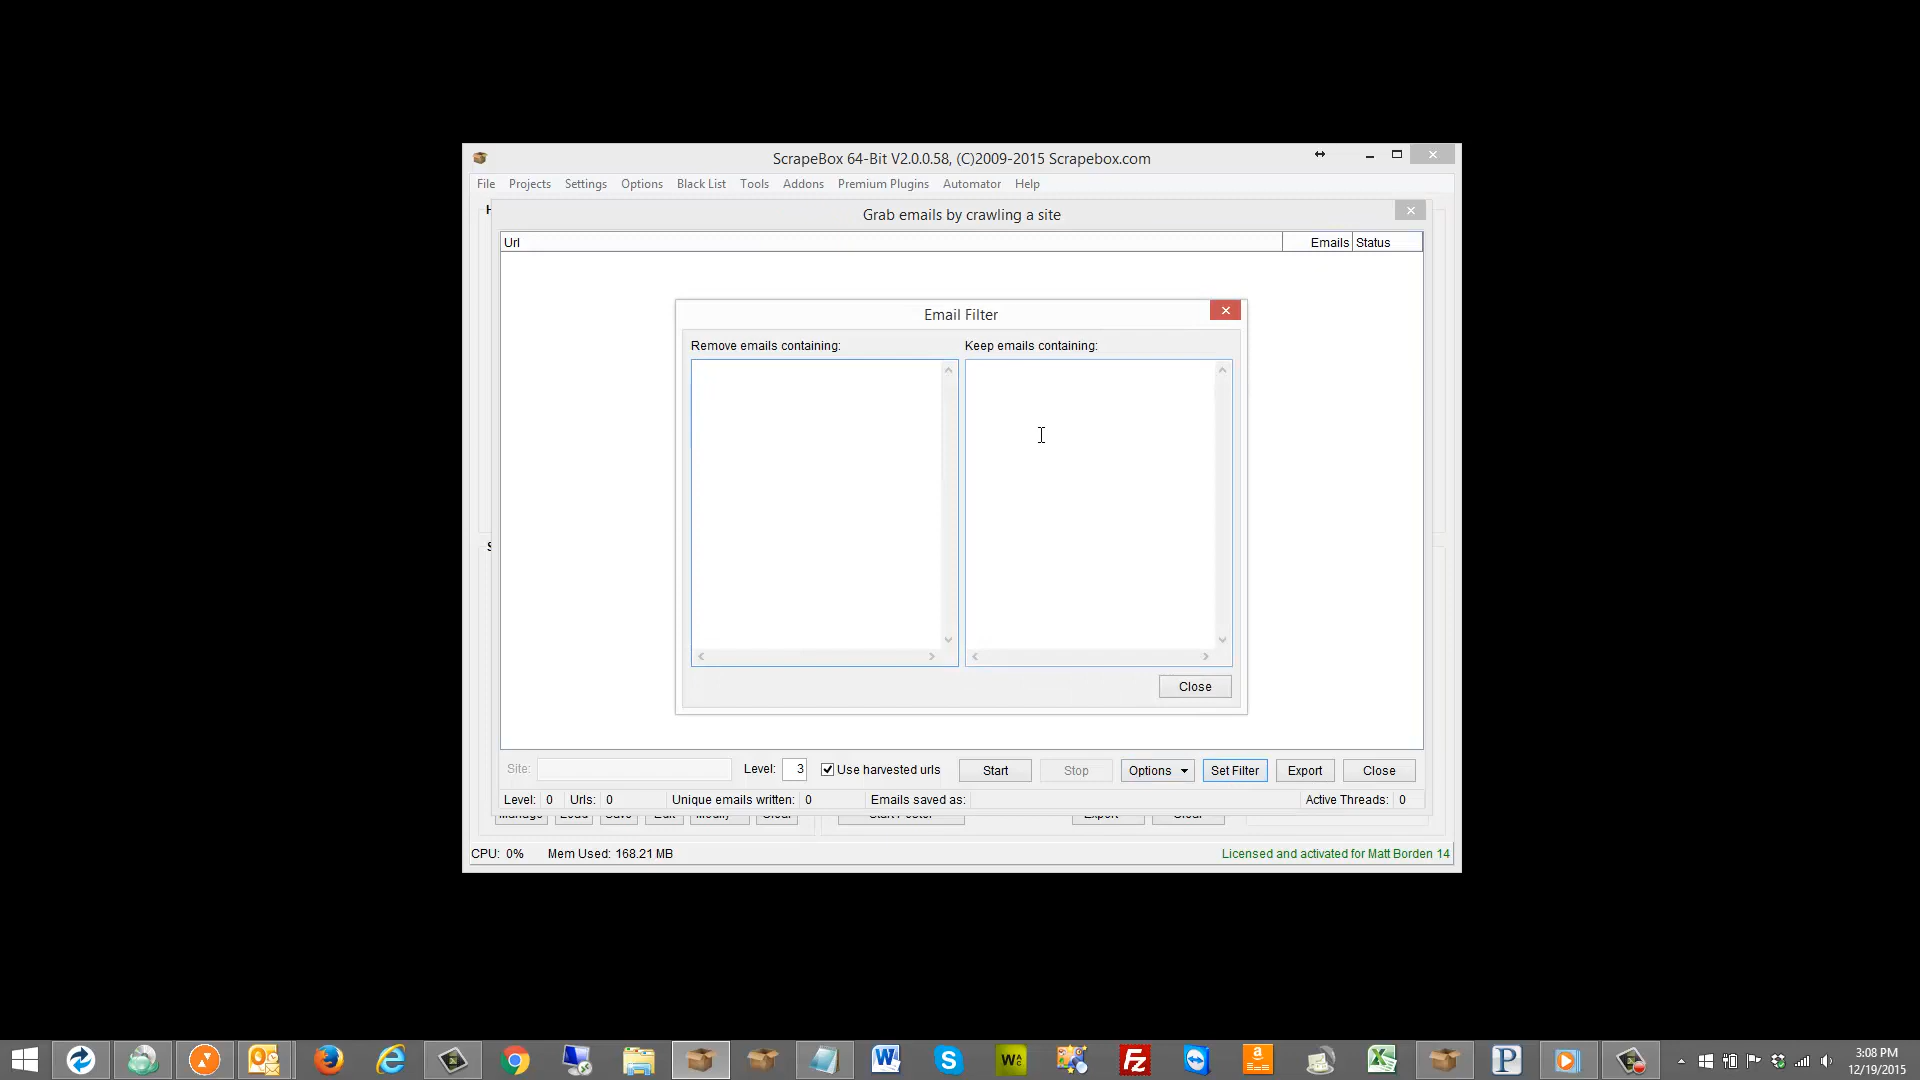 ScrapeBox 64-Bit V2.0.0.58, (C)2009-2015 Scrapebox.com
File Projects Settings Options Black List Tools Addons Premium Plugins Automator Help
Grab emails by crawling a site
Url Emails Status
Email Filter
Remove emails containing: Keep emails containing:
Close
Site: Level: 3 Use harvested urls Start Stop Options Set Filter Export Close
Level: 0 Urls: 0 Unique emails written: 0 Emails saved as: Active Threads: 0
CPU: 0% Mem Used: 168.21 MB Licensed and activated for Matt Borden 14
3:08 PM
12/19/2015